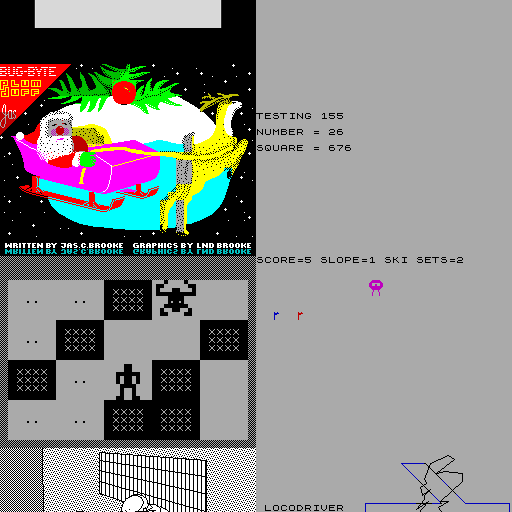 BUG-BYTE
PLUM
DUFF
Jas
WRITTEN BY JAS.C.BROOKE GRAPHICS BY LND BROOKE
TESTING 155
NUMBER = 26
SQUARE = 676
SCORE=5 SLOPE=1 SKI SETS=2
r r
LOCODRIVER